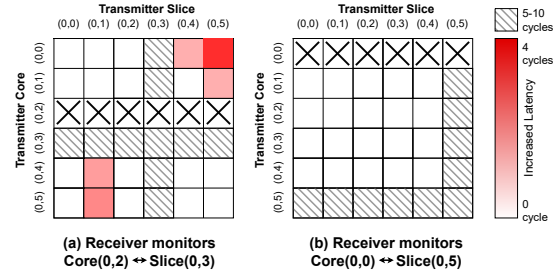 Transmitter Slice
(0,0) (0,1) (0,2) (0,3) (0,4) (0,5)
Transmitter Core
(0,0)
(0,1)
(0,2)
(0,3)
(0,4)
(0,5)
(a) Receiver monitors
Core(0,2) ↔ Slice(0,3)
Transmitter Slice
(0,0) (0,1) (0,2) (0,3) (0,4) (0,5)
Transmitter Core
(0,0)
(0,1)
(0,2)
(0,3)
(0,4)
(0,5)
(b) Receiver monitors
Core(0,0) ↔ Slice(0,5)
5-10
cycles
4
cycles
Increased Latency
0
cycle